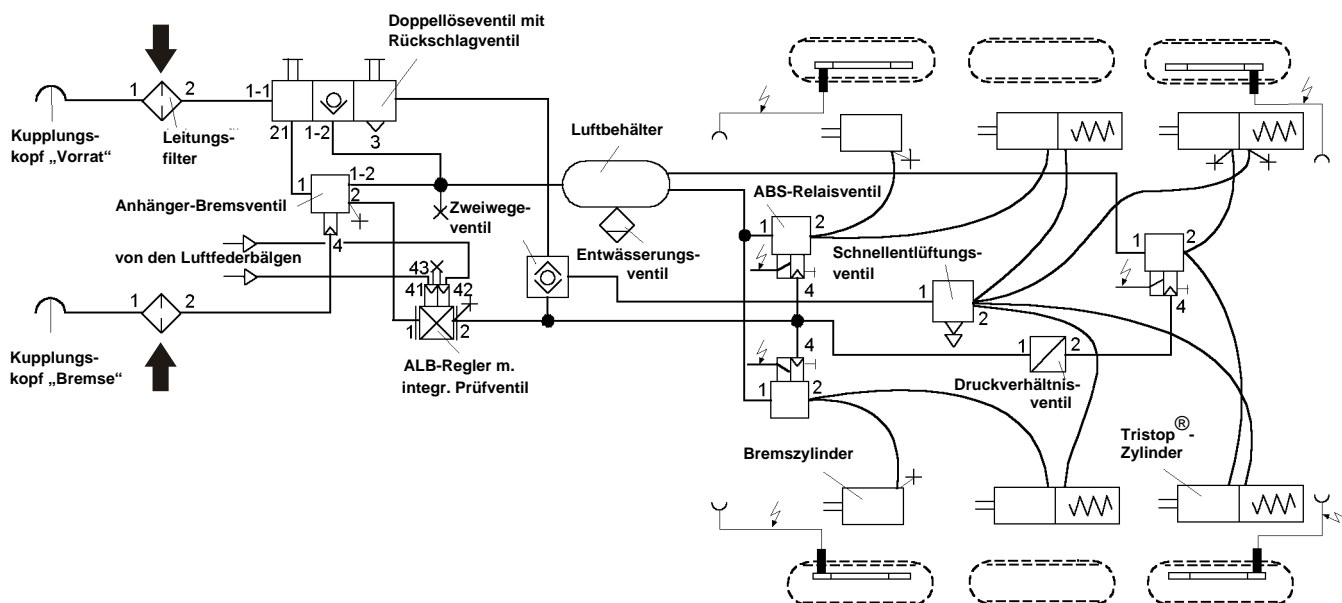 Doppellöseventil mit
Rückschlagventil
1
2
1-1
21
1-2
3
Kupplungs-
kopf „Vorrat“
Leitungs-
filter
Luftbehälter
1
1-2
2
4
Anhänger-Bremsventil
Zweiwege-
ventil
Entwässerungs-
ventil
ABS-Relaisventil
1
2
4
Schnellentlüftungs-
ventil
1
2
1
2
4
von den Luftfederbälgen
43
41
42
1
2
1
2
Kupplungs-
kopf „Bremse“
ALB-Regler m.
integr. Prüfventil
4
1
2
1
2
Druckverhältnis-
ventil
Bremszylinder
Tristop®-
Zylinder